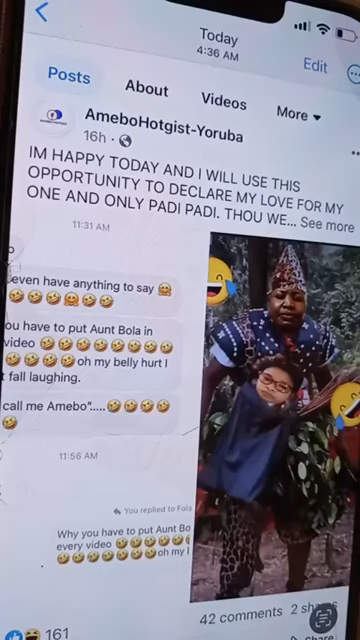 Today
4:36 AM
Edit
Posts
About
Videos
More
AmeboHotgist-Yoruba
16h ·
IM HAPPY TODAY AND I WILL USE THIS
OPPORTUNITY TO DECLARE MY LOVE FOR MY
ONE AND ONLY PADI PADI. THOU WE... See more
11:31 AM
even have anything to say 🤗
🤣🤣🤣🤗🤣🤣
ou have to put Aunt Bola in
video 🤣🤣🤣🤣🤣🤣🤣🤣
🤣🤣🤣🤣 oh my belly hurt I
t fall laughing.
call me Amebo"..... 🤣🤣🤣🤣
🤣
11:56 AM
You replied to Fola
Why you have to put Aunt Bo
every video 🤣🤣🤣🤣🤣
🤣🤣🤣🤣🤣🤣🤣oh my
42 comments 2 sh
161
Share